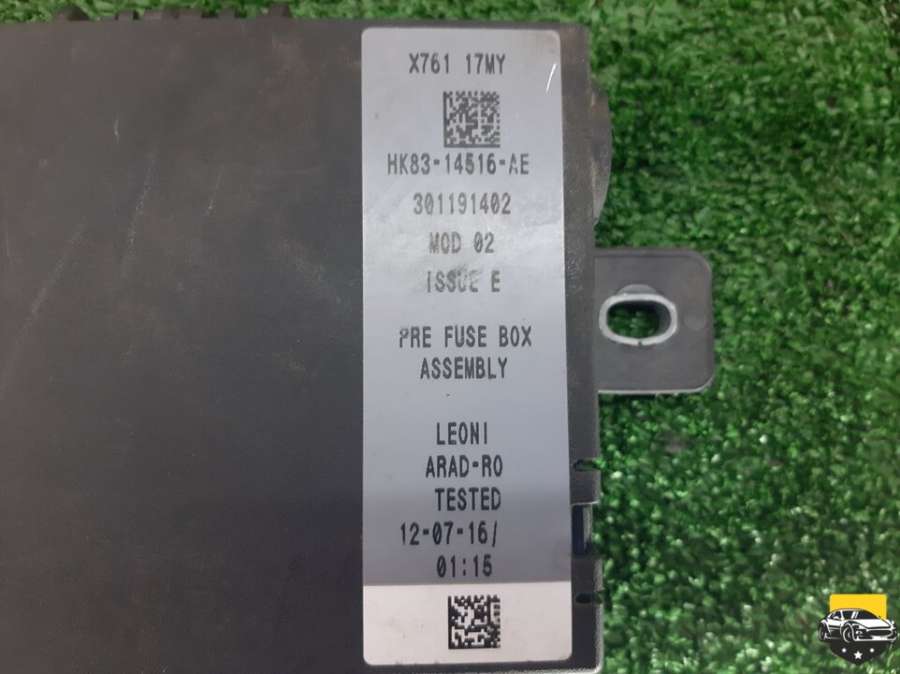 X761 17MY
HK83-14516-AE
301191402
MOD 02
ISSUE E
PRE FUSE BOX
ASSEMBLY
LEONI
ARAD-RO
TESTED
12-07-16/
01:15